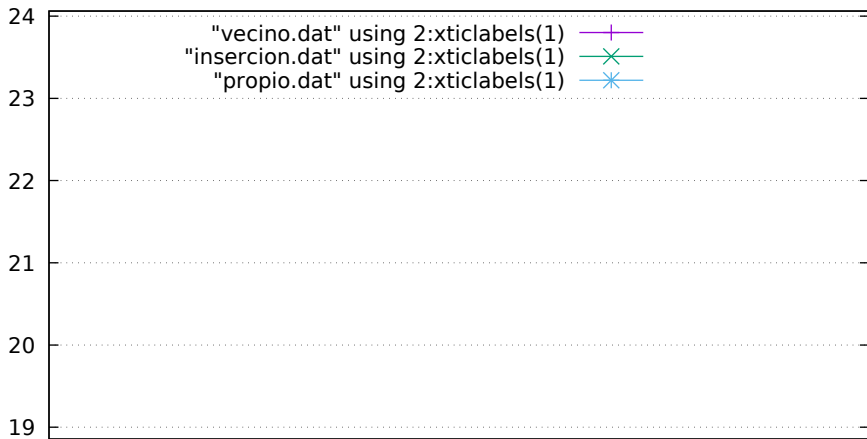 24
"vecino.dat" using 2:xticlabels(1)
"insercion.dat" using 2:xticlabels(1)
"propio.dat" using 2:xticlabels(1)
23
22
21
20
19